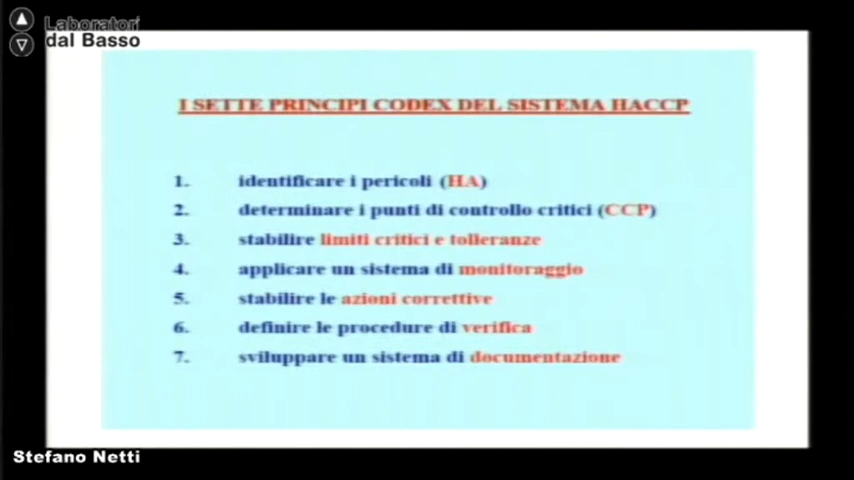 Laboratori
dal Basso
I SETTE PRINCIPI CODEX DEL SISTEMA HACCP
1. identificare i pericoli (HA)
2. determinare i punti di controllo critici (CCP)
3. stabilire limiti critici e tolleranze
4. applicare un sistema di monitoraggio
5. stabilire le azioni correttive
6. definire le procedure di verifica
7. sviluppare un sistema di documentazione
Stefano Netti